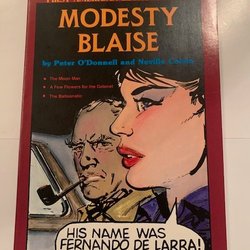 MODESTY
BLAISE
by Peter O'Donnell and Neville Colvin
• The Moon Man
• A Few Flowers for the Colonel
• The Balloonatic
HIS NAME WAS
FERNANDO DE LARRA!